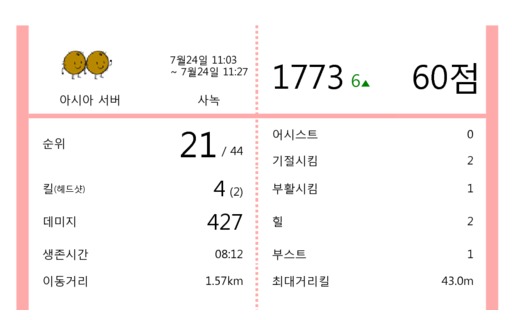 7월24일 11:03
~ 7월24일 11:27
아시아 서버
사녹
1773 6▲
60점
순위 21 / 44
킬(헤드샷) 4 (2)
데미지 427
생존시간 08:12
이동거리 1.57km
어시스트 0
기절시킴 2
부활시킴 1
힐 2
부스트 1
최대거리킬 43.0m